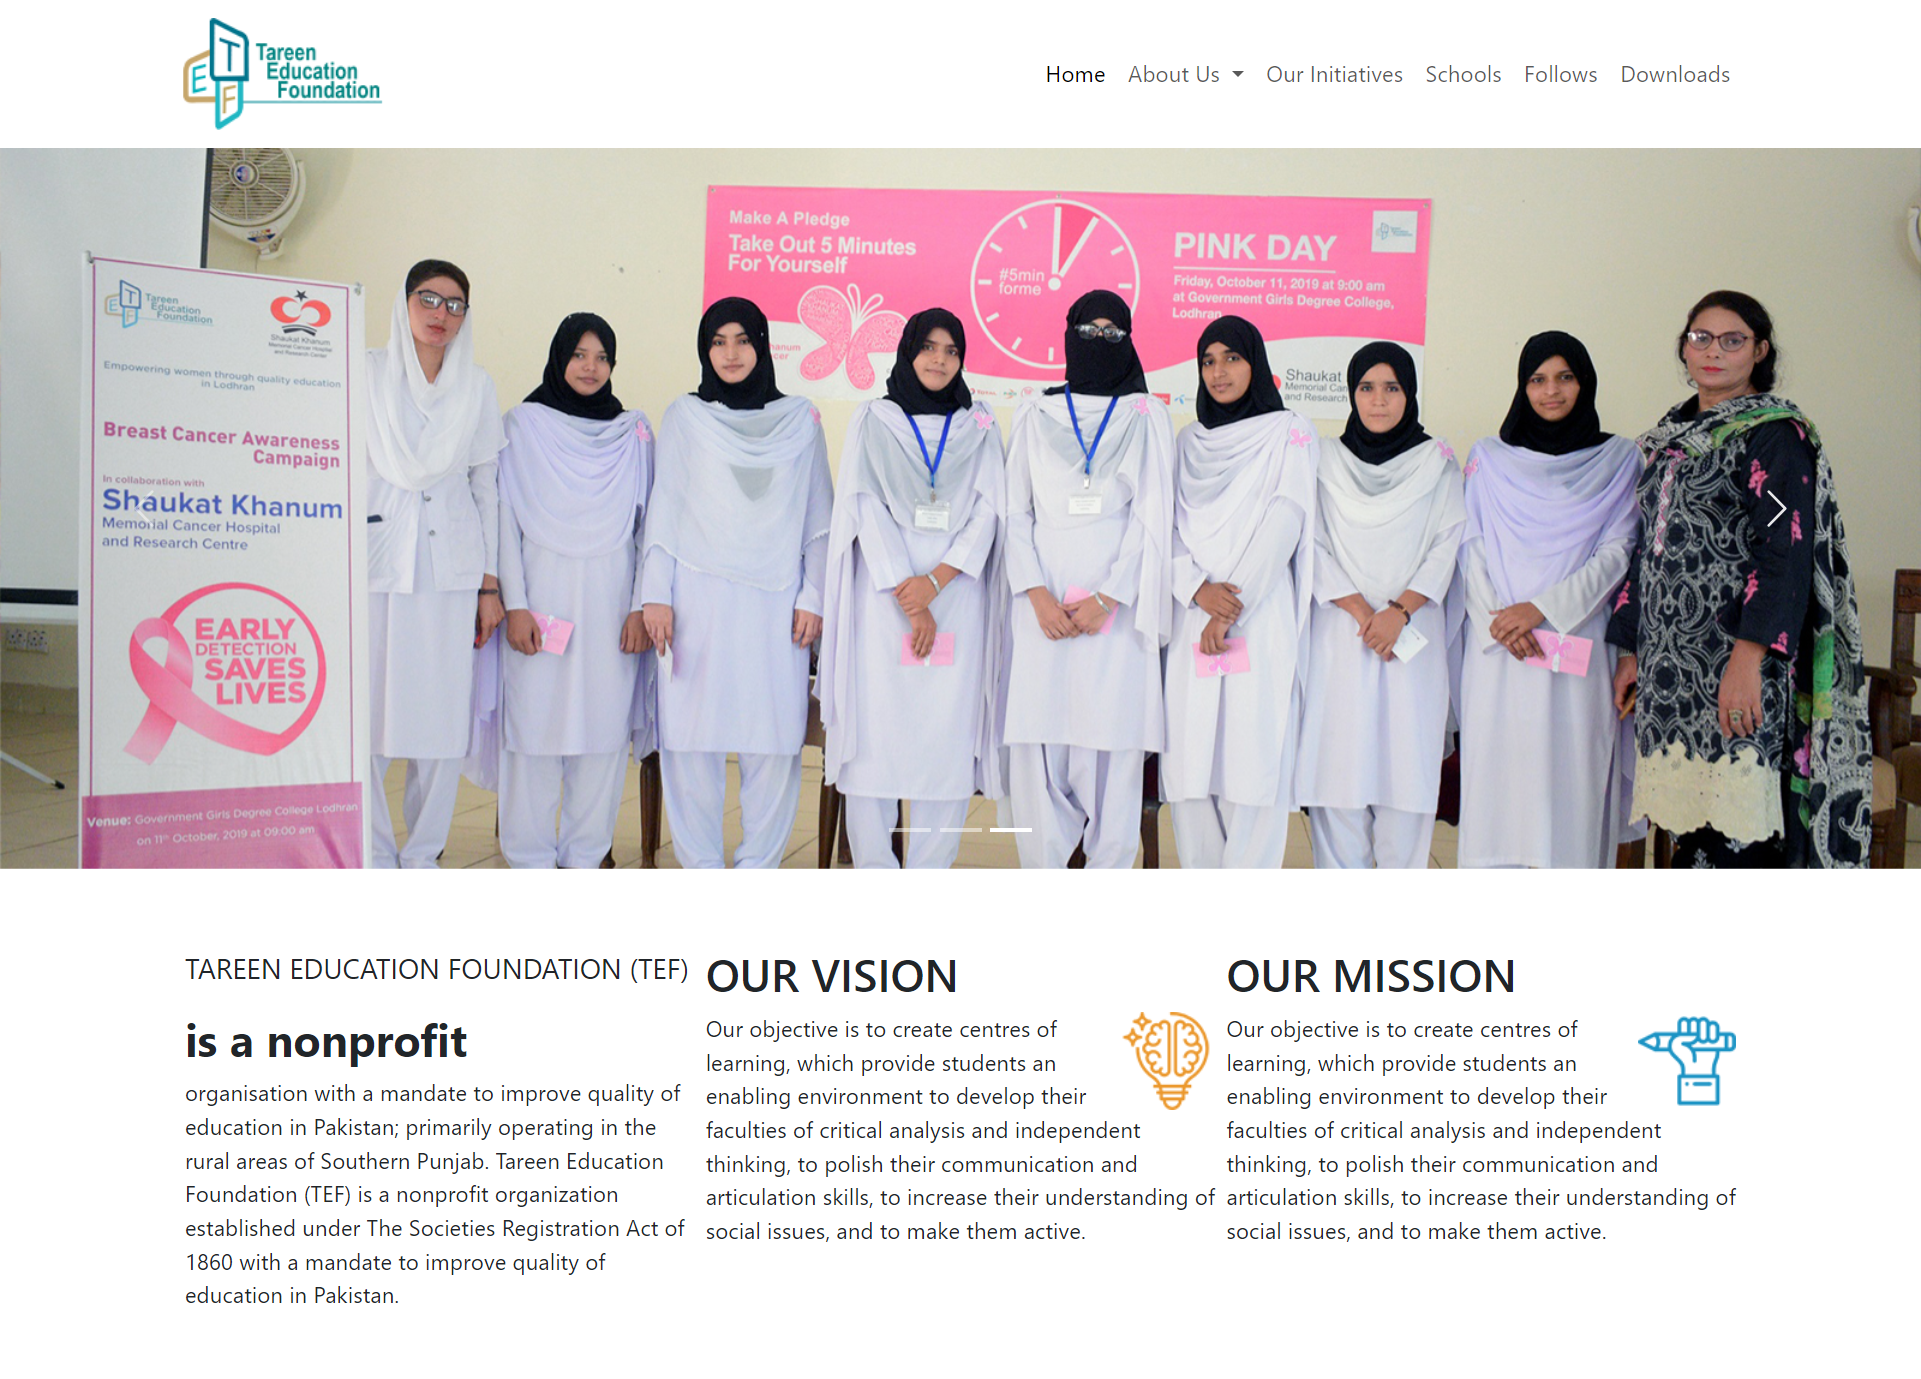 E T F
Tareen
Education
Foundation
Home About Us Our Initiatives Schools Follows Downloads
Make A Pledge
Take Out 5 Minutes
For Yourself
#5min
forme
PINK DAY
Friday, October 11, 2019 at 9:00 am
at Government Girls Degree College,
Lodhran
Shaukat
Memorial Can
and Research
Tareen
Education
Foundation
Shaukat Khanum
Memorial Cancer Hospital
and Research Center
Empowering women through quality education
in Lodhran
Breast Cancer Awareness
Campaign
In collaboration with
Shaukat Khanum
Memorial Cancer Hospital
and Research Centre
EARLY
DETECTION
SAVES
LIVES
Venue: Government Girls Degree College Lodhran
on 11th October, 2019 at 09:00 am
TAREEN EDUCATION FOUNDATION (TEF)
is a nonprofit
organisation with a mandate to improve quality of
education in Pakistan; primarily operating in the
rural areas of Southern Punjab. Tareen Education
Foundation (TEF) is a nonprofit organization
established under The Societies Registration Act of
1860 with a mandate to improve quality of
education in Pakistan.
OUR VISION
Our objective is to create centres of
learning, which provide students an
enabling environment to develop their
faculties of critical analysis and independent
thinking, to polish their communication and
articulation skills, to increase their understanding of
social issues, and to make them active.
OUR MISSION
Our objective is to create centres of
learning, which provide students an
enabling environment to develop their
faculties of critical analysis and independent
thinking, to polish their communication and
articulation skills, to increase their understanding of
social issues, and to make them active.